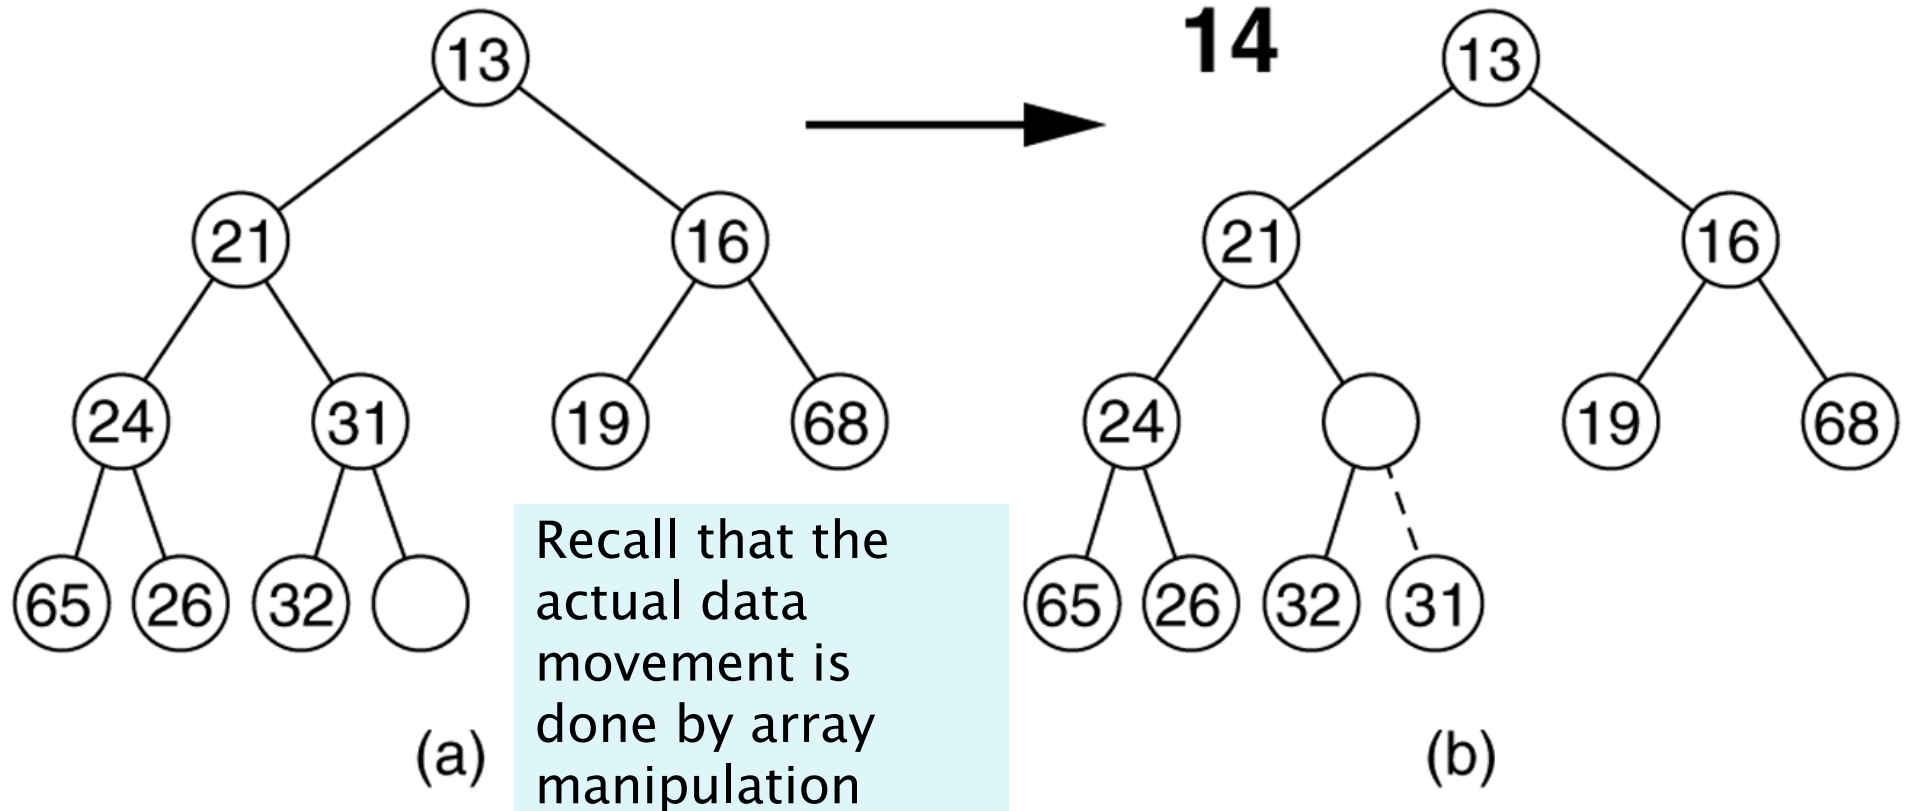 13
21 16
24 31 19 68
65 26 32
(a)
Recall that the
actual data
movement is
done by array
manipulation
14
13
21 16
24 19 68
65 26 32 31
(b)